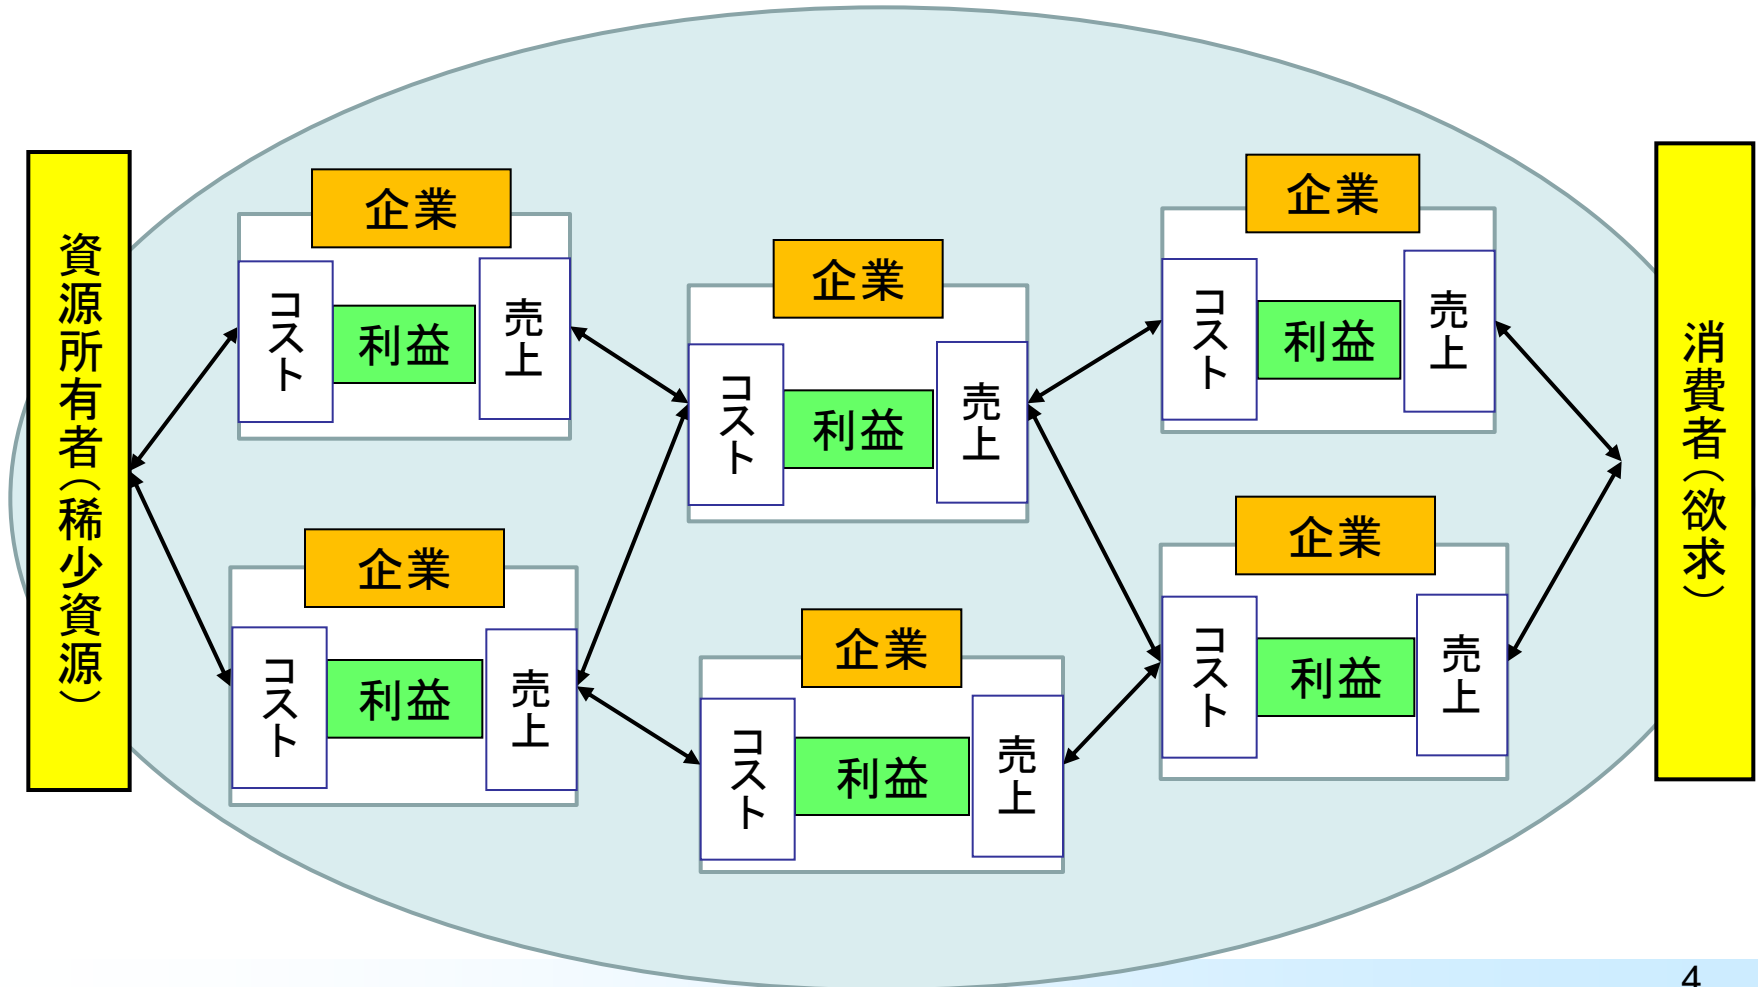 資源所有者（稀少資源）
企業
コスト
利益
売上
企業
コスト
利益
売上
企業
コスト
利益
売上
企業
コスト
利益
売上
企業
コスト
利益
売上
企業
コスト
利益
売上
消費者（欲求）
4